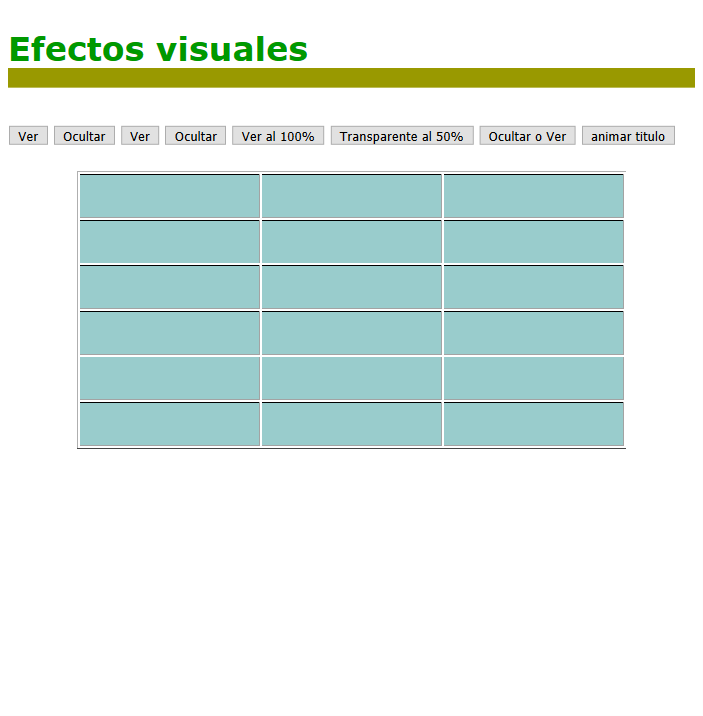 Efectos visuales
Ver Ocultar Ver Ocultar Ver al 100% Transparente al 50% Ocultar o Ver animar titulo